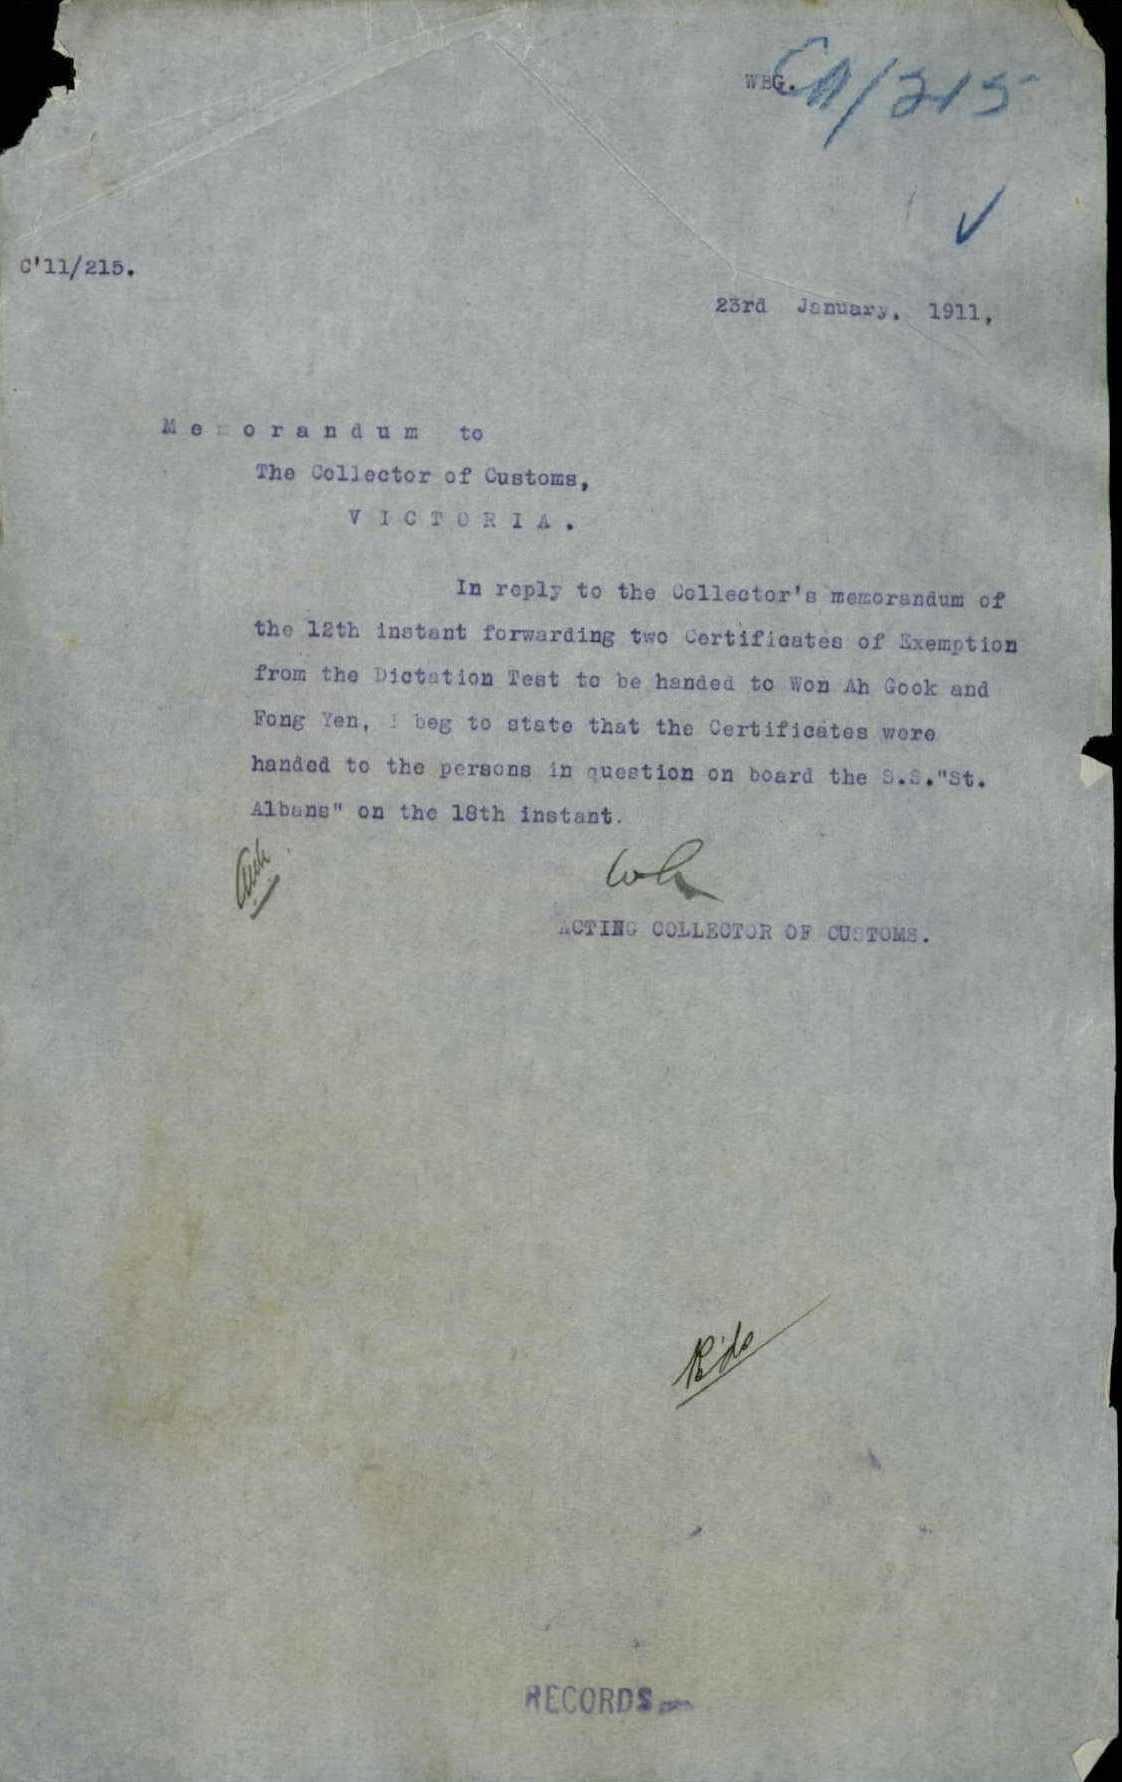 WBG.
C11/215
C'11/215.
23rd January, 1911,
Memorandum to
The Collector of Customs,
VICTORIA.
In reply to the Collector's memorandum of
the 12th instant forwarding two Certificates of Exemption
from the Dictation Test to be handed to Won Ah Gook and
Fong Yen, I beg to state that the Certificates were
handed to the persons in question on board the S.S."St.
Albans" on the 18th instant.
ACTING COLLECTOR OF CUSTOMS.
RECORDS